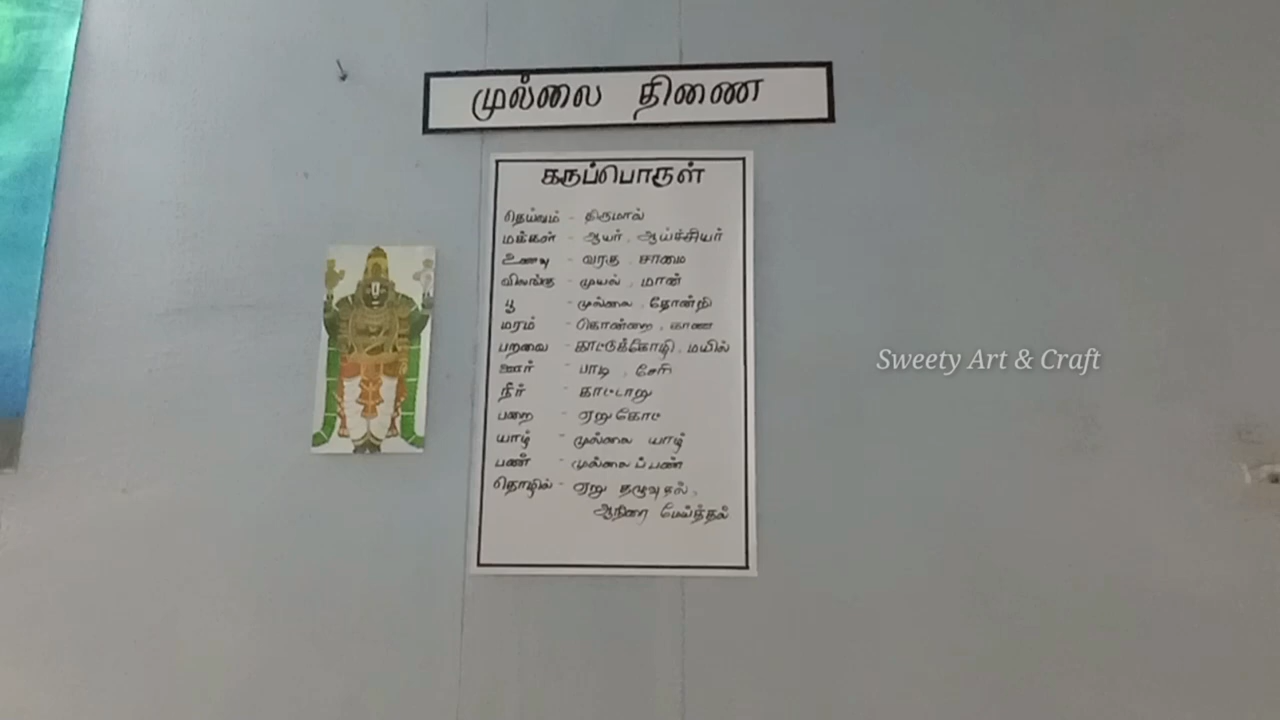 முல்லை திணை
கருப்பொருள்
தெய்வம் - திருமால்
மக்கள் - ஆயர், ஆய்ச்சியர்
உணவு - வரகு, சாமை
விலங்கு - முயல், மான்
பூ - முல்லை, தோன்றி
மரம் - கொன்றை, காயா
பறவை - காட்டுக்கோழி, மயில்
ஊர் - பாடி, சேரி
நீர் - காட்டாறு
பறை - ஏறுகோட்
யாழ் - முல்லை யாழ்
பண் - முல்லைப்பண்
தொழில் - ஏறு தழுவுதல்,
ஆநிரை மேய்த்தல்
Sweety Art & Craft